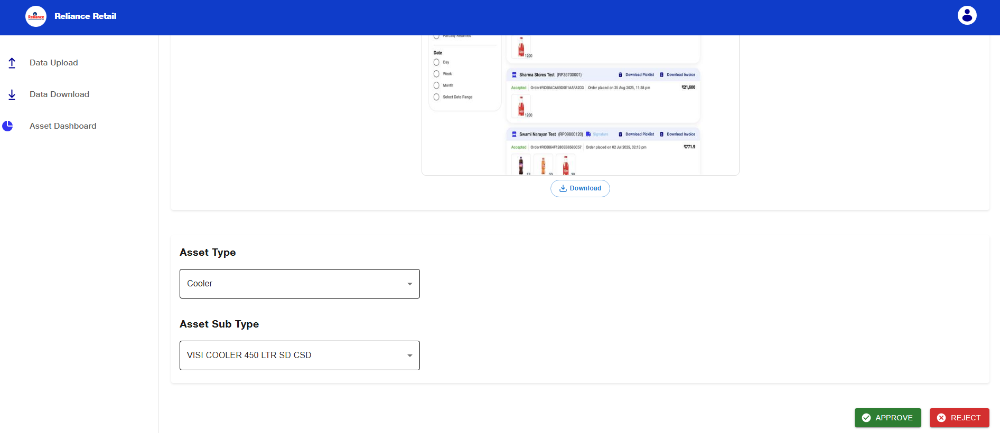 Reliance
Reliance Retail
Data Upload
Data Download
Asset Dashboard
Partially Returned
Date
Day
Week
Month
Select Date Range
1200
Sharma Stores Test (RP35700001) Download Picklist Download Invoice
Accepted Order#RC68ACA69D9E1AAFA2D3 Order placed on 25 Aug 2025, 11:38 pm ₹21,600
1200
Swami Narayan Test (RP09800120) Signature Download Picklist Download Invoice
Accepted Order#RC6864F1280EB8585C57 Order placed on 02 Jul 2025, 02:13 pm ₹771.9
12 30 30
Download
Asset Type
Cooler
Asset Sub Type
VISI COOLER 450 LTR SD CSD
APPROVE REJECT